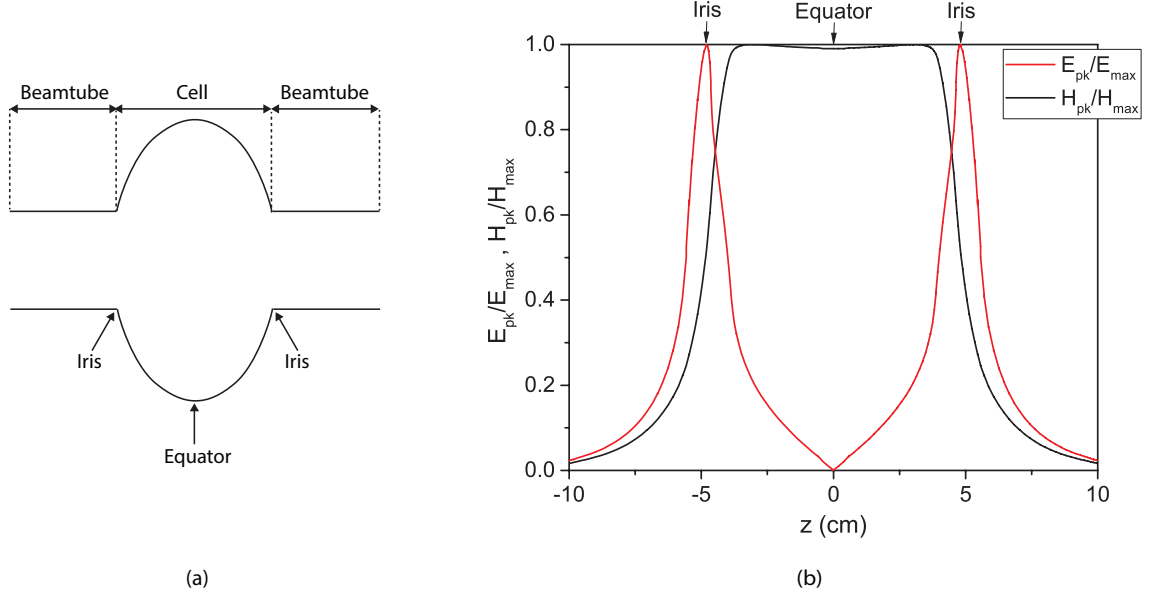 Beamtube
Cell
Beamtube
Iris
Iris
Equator
(a)
Iris
Equator
Iris
E_pk/E_max
H_pk/H_max
E_pk/E_max , H_pk/H_max
1.0
0.8
0.6
0.4
0.2
0.0
-10
-5
0
5
10
z (cm)
(b)